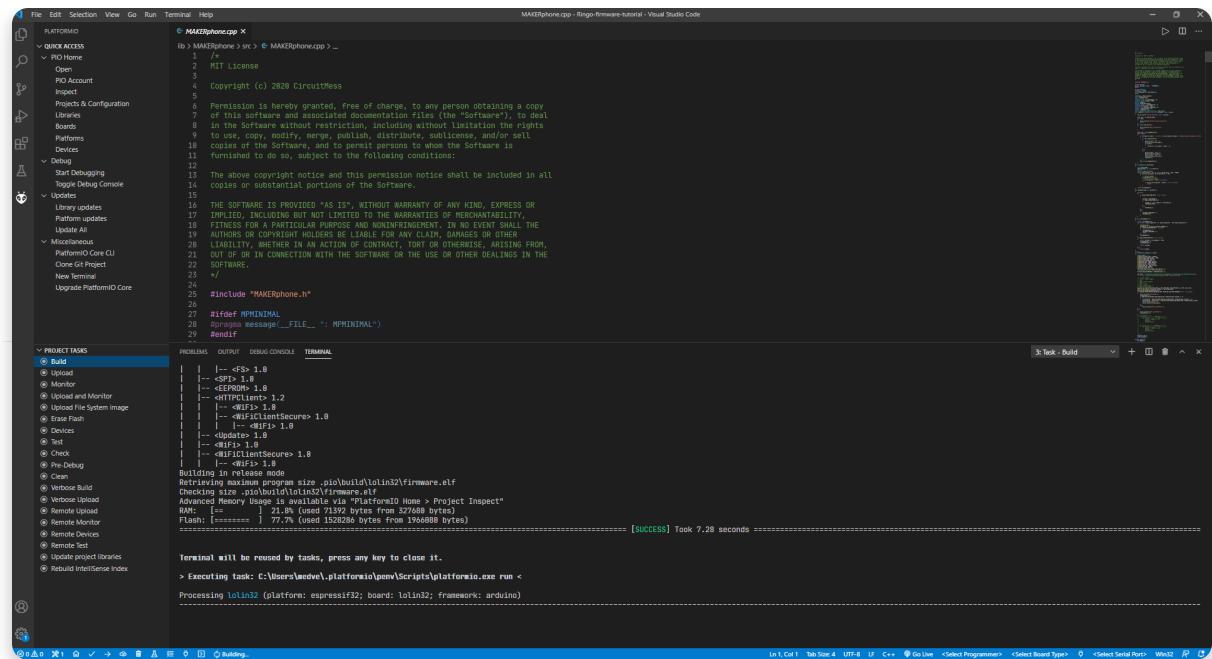 File Edit Selection View Go Run Terminal Help
MAKERphone.cpp - Ringo-firmware-tutorial - Visual Studio Code
PLATFORMIO
QUICK ACCESS
PIO Home
Open
PIO Account
Inspect
Projects & Configuration
Libraries
Boards
Platforms
Devices
Debug
Start Debugging
Toggle Debug Console
Updates
Library updates
Platform updates
Update All
Miscellaneous
PlatformIO Core CLI
Clone Git Project
New Terminal
Upgrade PlatformIO Core
PROJECT TASKS
Build
Upload
Monitor
Upload and Monitor
Upload File System image
Erase Flash
Devices
Test
Check
Pre-Debug
Clean
Verbose Build
Verbose Upload
Remote Upload
Remote Monitor
Remote Devices
Remote Test
Update project libraries
Rebuild IntelliSense Index
MAKERphone.cpp ×
lib > MAKERphone > src > MAKERphone.cpp > ...
1 /*
2 MIT License
3
4 Copyright (c) 2020 CircuitMess
5
6 Permission is hereby granted, free of charge, to any person obtaining a copy
7 of this software and associated documentation files (the "Software"), to deal
8 in the Software without restriction, including without limitation the rights
9 to use, copy, modify, merge, publish, distribute, sublicense, and/or sell
10 copies of the Software, and to permit persons to whom the Software is
11 furnished to do so, subject to the following conditions:
12
13 The above copyright notice and this permission notice shall be included in all
14 copies or substantial portions of the Software.
15
16 THE SOFTWARE IS PROVIDED "AS IS", WITHOUT WARRANTY OF ANY KIND, EXPRESS OR
17 IMPLIED, INCLUDING BUT NOT LIMITED TO THE WARRANTIES OF MERCHANTABILITY,
18 FITNESS FOR A PARTICULAR PURPOSE AND NONINFRINGEMENT. IN NO EVENT SHALL THE
19 AUTHORS OR COPYRIGHT HOLDERS BE LIABLE FOR ANY CLAIM, DAMAGES OR OTHER
20 LIABILITY, WHETHER IN AN ACTION OF CONTRACT, TORT OR OTHERWISE, ARISING FROM,
21 OUT OF OR IN CONNECTION WITH THE SOFTWARE OR THE USE OR OTHER DEALINGS IN THE
22 SOFTWARE.
23 */
24
25 #include "MAKERphone.h"
26
27 #ifdef MPMINIMAL
28 #pragma message(__FILE__ ": MPMINIMAL")
29 #endif
PROBLEMS OUTPUT DEBUG CONSOLE TERMINAL
3: Task - Build
| | |-- <FS> 1.0
| |-- <SPI> 1.0
| |-- <EEPROM> 1.0
| |-- <HTTPClient> 1.2
| | |-- <WiFi> 1.0
| | |-- <WiFiClientSecure> 1.0
| | | |-- <WiFi> 1.0
| |-- <Update> 1.0
| |-- <WiFi> 1.0
| |-- <WiFiClientSecure> 1.0
| | |-- <WiFi> 1.0
Building in release mode
Retrieving maximum program size .pio\build\lolin32\firmware.elf
Checking size .pio\build\lolin32\firmware.elf
Advanced Memory Usage is available via "PlatformIO Home > Project Inspect"
RAM: [== ] 21.8% (used 71392 bytes from 327680 bytes)
Flash: [======== ] 77.7% (used 1528286 bytes from 1966080 bytes)
[SUCCESS] Took 7.28 seconds
Terminal will be reused by tasks, press any key to close it.
> Executing task: C:\Users\medve\.platformio\penv\Scripts\platformio.exe run <
Processing lolin32 (platform: espressif32; board: lolin32; framework: arduino)
0 0 1 Building... Ln 1, Col 1 Tab Size: 4 UTF-8 LF C++ Go Live <Select Programmer> <Select Board Type> <Select Serial Port> Win32